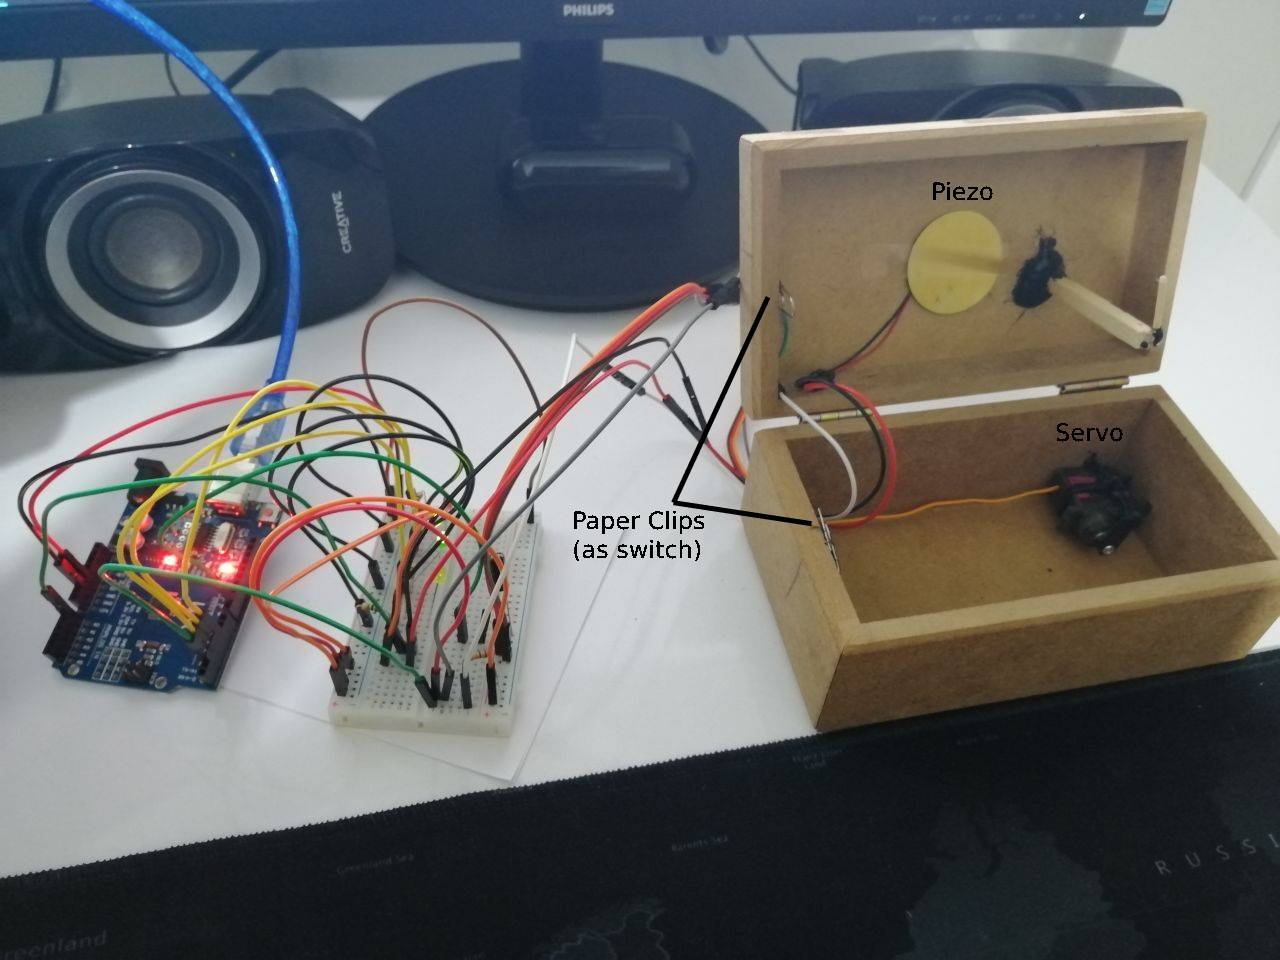 PHILIPS
CREATIVE
Piezo
Servo
Paper Clips
(as switch)
Barents Sea
Greenland Sea
RUSSI
Greenland